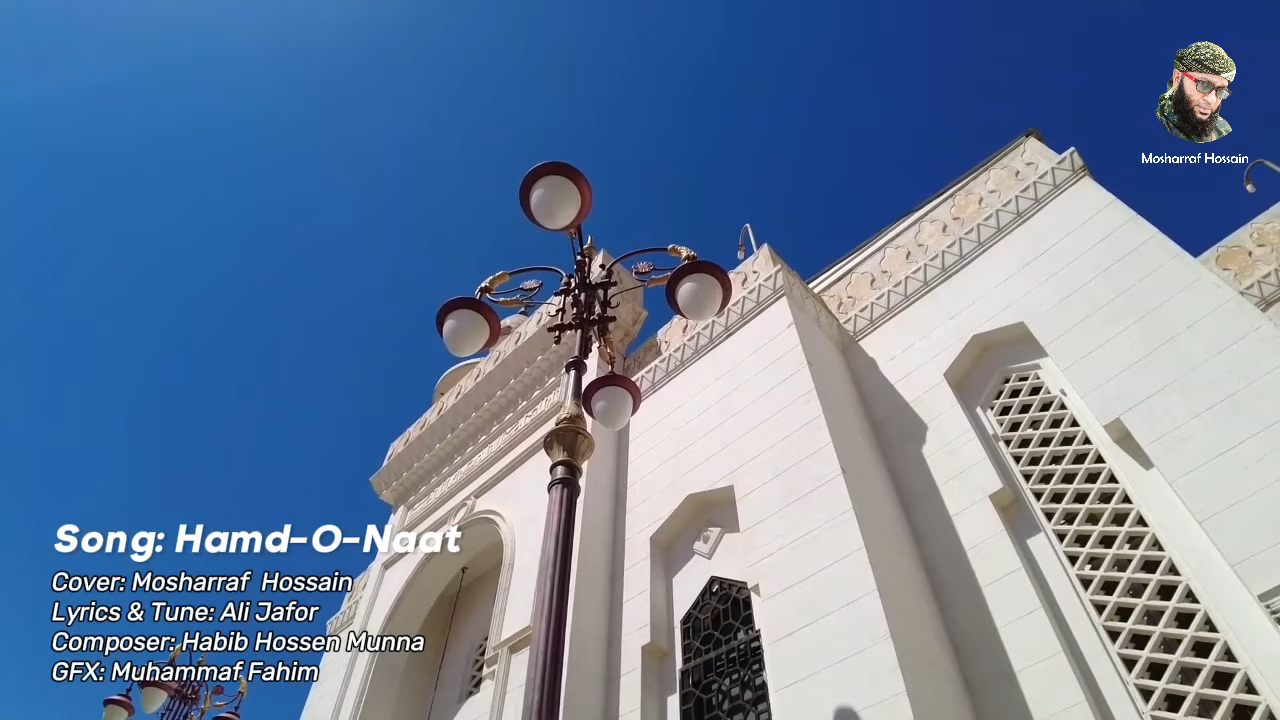 Mosharraf Hossain
Song: Hamd-O-Naat
Cover: Mosharraf Hossain
Lyrics & Tune: Ali Jafor
Composer: Habib Hossen Munna
GFX: Muhammaf Fahim